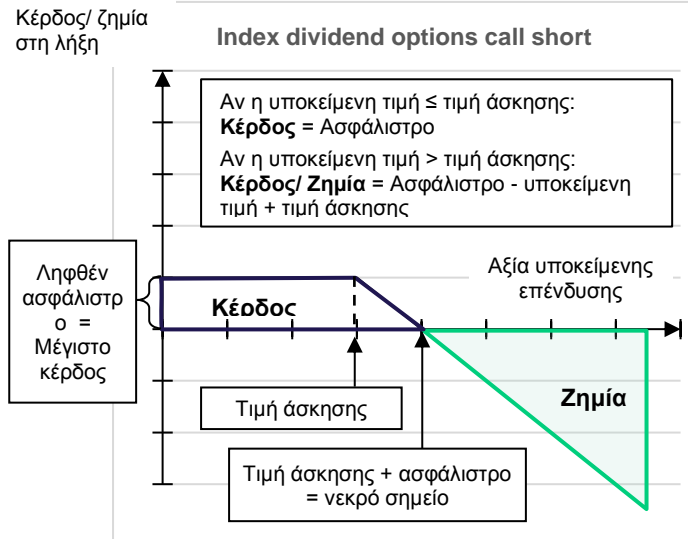 Κέρδος/ ζημία
στη λήξη
Index dividend options call short
Αν η υποκείμενη τιμή ≤ τιμή άσκησης:
Κέρδος = Ασφάλιστρο
Αν η υποκείμενη τιμή > τιμή άσκησης:
Κέρδος/ Ζημία = Ασφάλιστρο - υποκείμενη
τιμή + τιμή άσκησης
Ληφθέν
ασφάλιστρ
ο =
Μέγιστο
κέρδος
Κέρδος
Αξία υποκείμενης
επένδυσης
Ζημία
Τιμή άσκησης
Τιμή άσκησης + ασφάλιστρο
= νεκρό σημείο